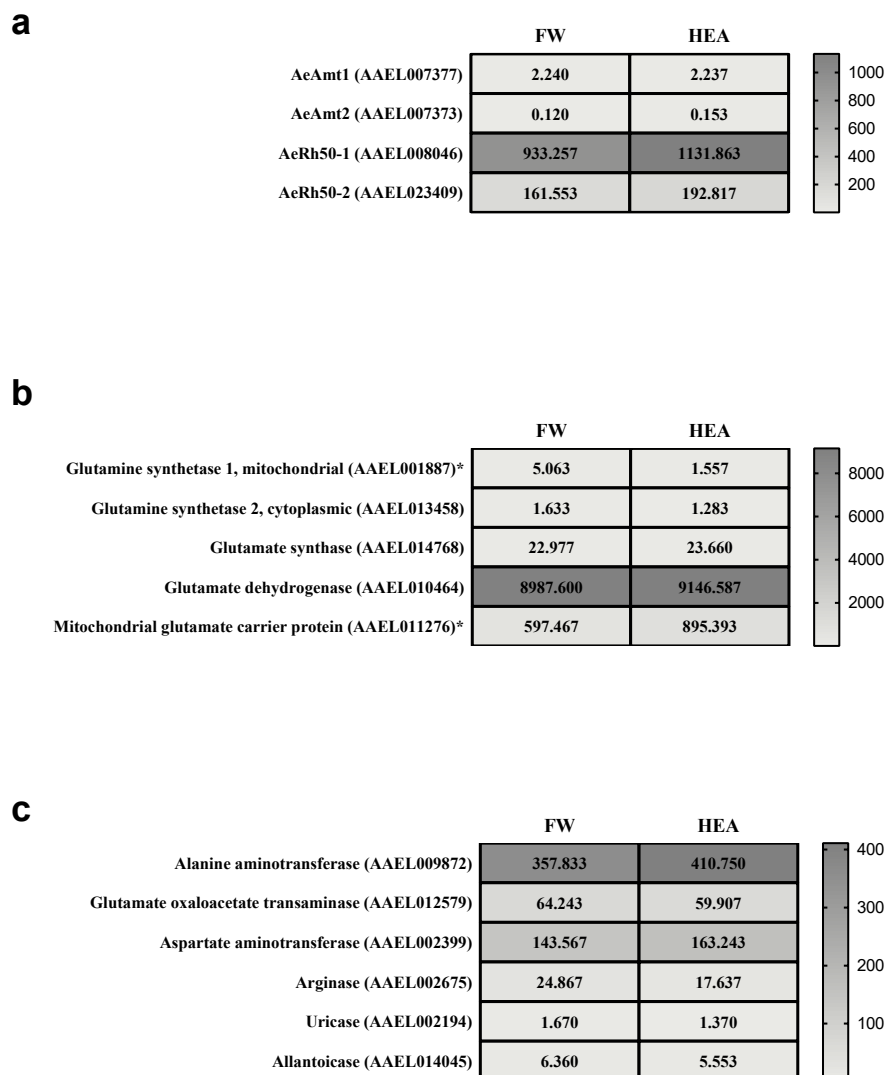 a
FW HEA
AeAmt1 (AAEL007377) 2.240 2.237
AeAmt2 (AAEL007373) 0.120 0.153
AeRh50-1 (AAEL008046) 933.257 1131.863
AeRh50-2 (AAEL023409) 161.553 192.817
1000
800
600
400
200
b
FW HEA
Glutamine synthetase 1, mitochondrial (AAEL001887)* 5.063 1.557
Glutamine synthetase 2, cytoplasmic (AAEL013458) 1.633 1.283
Glutamate synthase (AAEL014768) 22.977 23.660
Glutamate dehydrogenase (AAEL010464) 8987.600 9146.587
Mitochondrial glutamate carrier protein (AAEL011276)* 597.467 895.393
8000
6000
4000
2000
c
FW HEA
Alanine aminotransferase (AAEL009872) 357.833 410.750
Glutamate oxaloacetate transaminase (AAEL012579) 64.243 59.907
Aspartate aminotransferase (AAEL002399) 143.567 163.243
Arginase (AAEL002675) 24.867 17.637
Uricase (AAEL002194) 1.670 1.370
Allantoicase (AAEL014045) 6.360 5.553
400
300
200
100